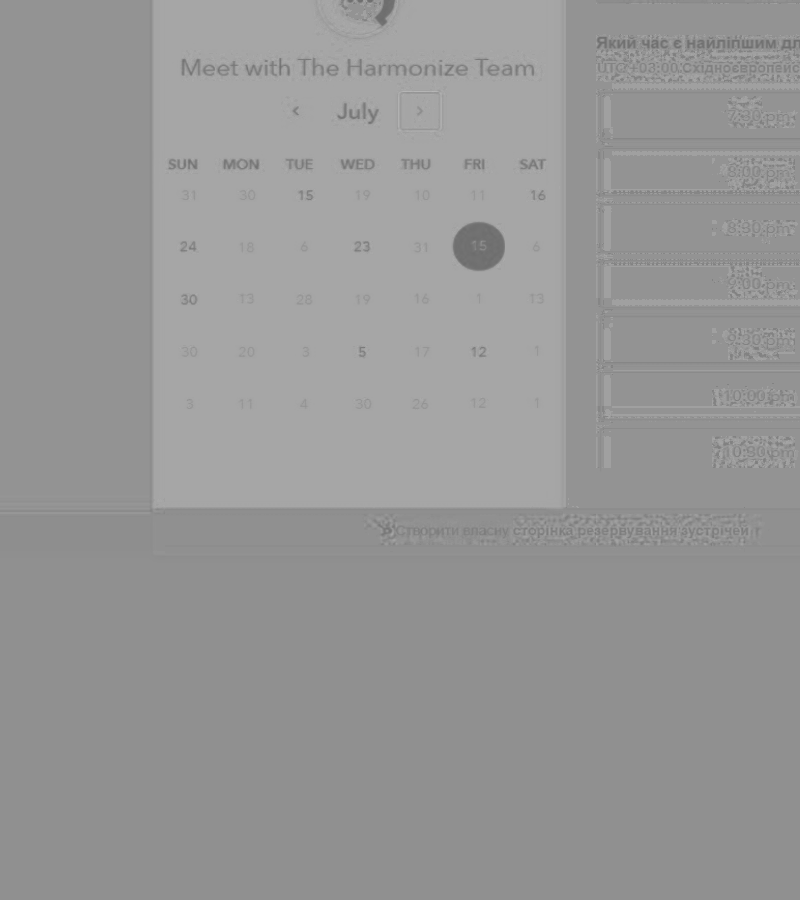 Meet with The Harmonize Team
‹ July ›
SUN MON TUE WED THU FRI SAT
31 30 15 19 10 11 16
24 18 6 23 31 15 6
30 13 28 19 16 1 13
30 20 3 5 17 12 1
3 11 4 30 26 12 1
Який час є найліпшим дл
UTC +03:00 Східноєвропейс
7:30 pm
8:00 pm
8:30 pm
9:00 pm
9:30 pm
10:00 pm
10:30 pm
Створити власну сторінка резервування зустрічей